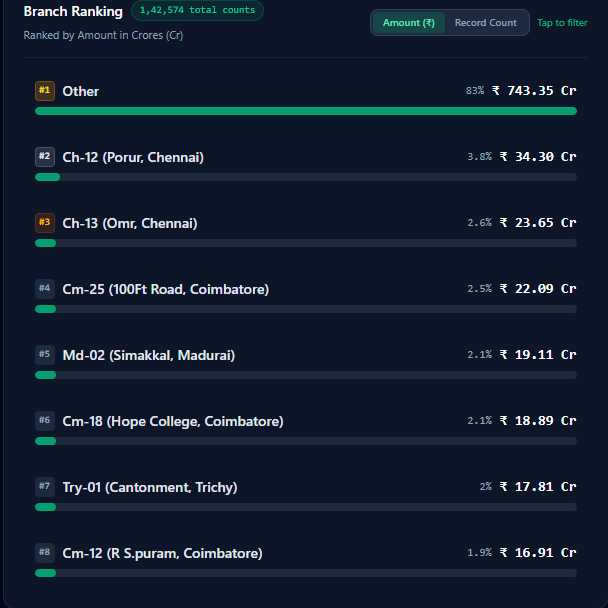 Branch Ranking 1,42,574 total counts
Ranked by Amount in Crores (Cr)
Amount (₹) Record Count Tap to filter
#1 Other 83% ₹ 743.35 Cr
#2 Ch-12 (Porur, Chennai) 3.8% ₹ 34.30 Cr
#3 Ch-13 (Omr, Chennai) 2.6% ₹ 23.65 Cr
#4 Cm-25 (100Ft Road, Coimbatore) 2.5% ₹ 22.09 Cr
#5 Md-02 (Simakkal, Madurai) 2.1% ₹ 19.11 Cr
#6 Cm-18 (Hope College, Coimbatore) 2.1% ₹ 18.89 Cr
#7 Try-01 (Cantonment, Trichy) 2% ₹ 17.81 Cr
#8 Cm-12 (R S.puram, Coimbatore) 1.9% ₹ 16.91 Cr